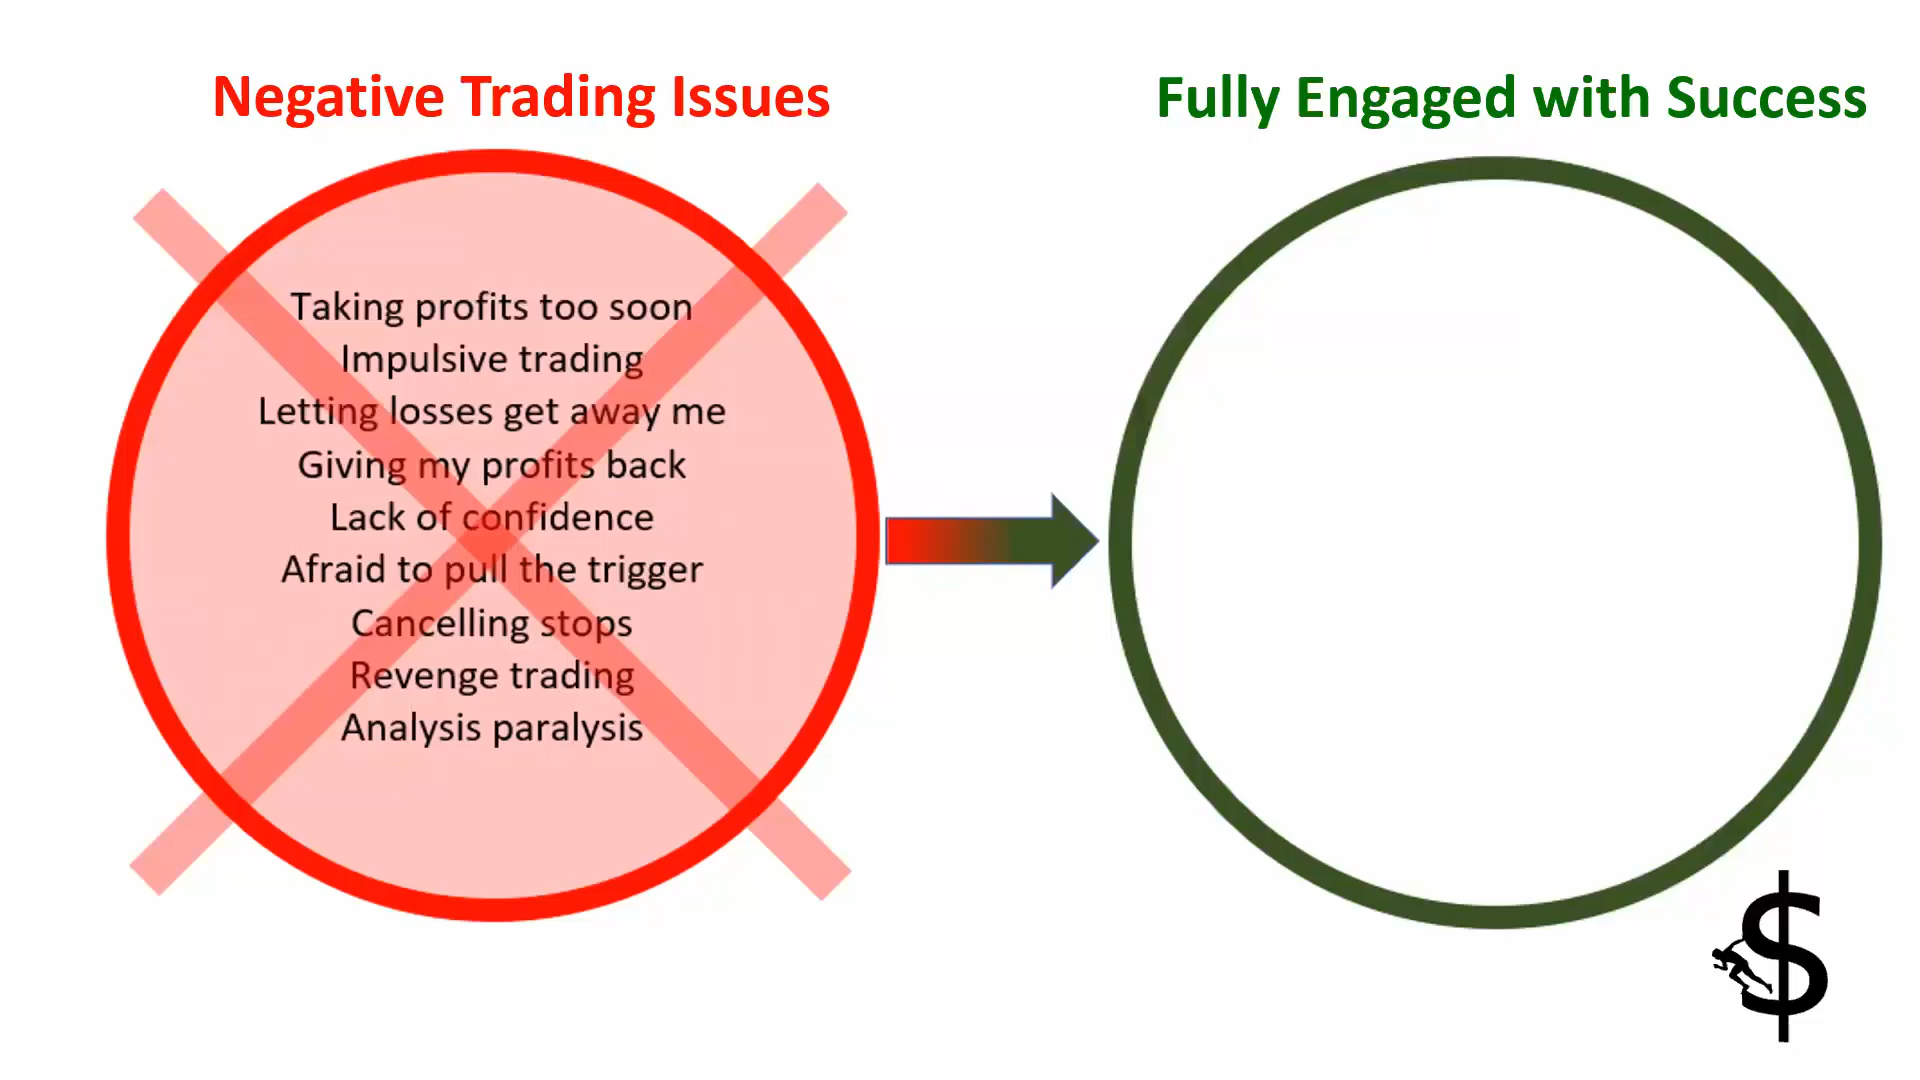 Negative Trading Issues
Fully Engaged with Success
Taking profits too soon
Impulsive trading
Letting losses get away me
Giving my profits back
Lack of confidence
Afraid to pull the trigger
Cancelling stops
Revenge trading
Analysis paralysis
$